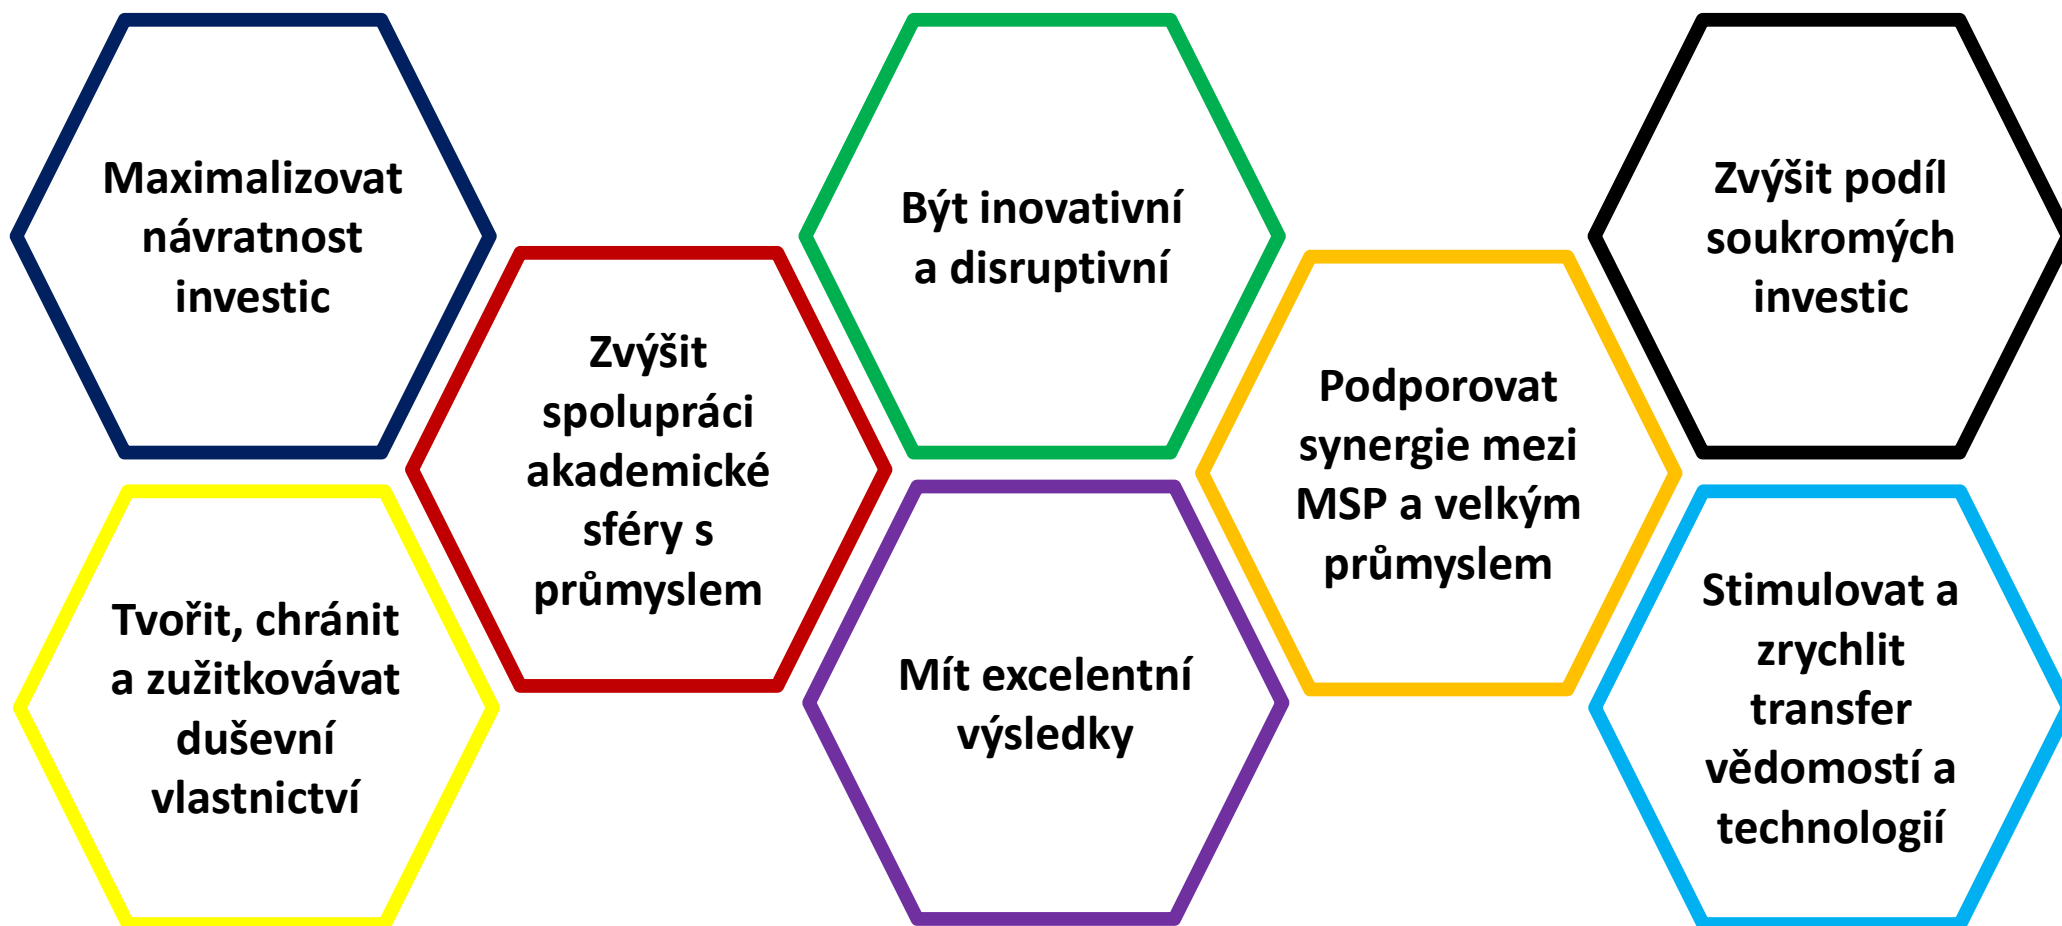 Maximalizovat
návratnost
investic
Tvořit, chránit
a zužitkovávat
duševní
vlastnictví
Zvýšit
spolupráci
akademické
sféry s
průmyslem
Být inovativní
a disruptivní
Mít excelentní
výsledky
Podporovat
synergie mezi
MSP a velkým
průmyslem
Zvýšit podíl
soukromých
investic
Stimulovat a
zrychlit
transfer
vědomostí a
technologií